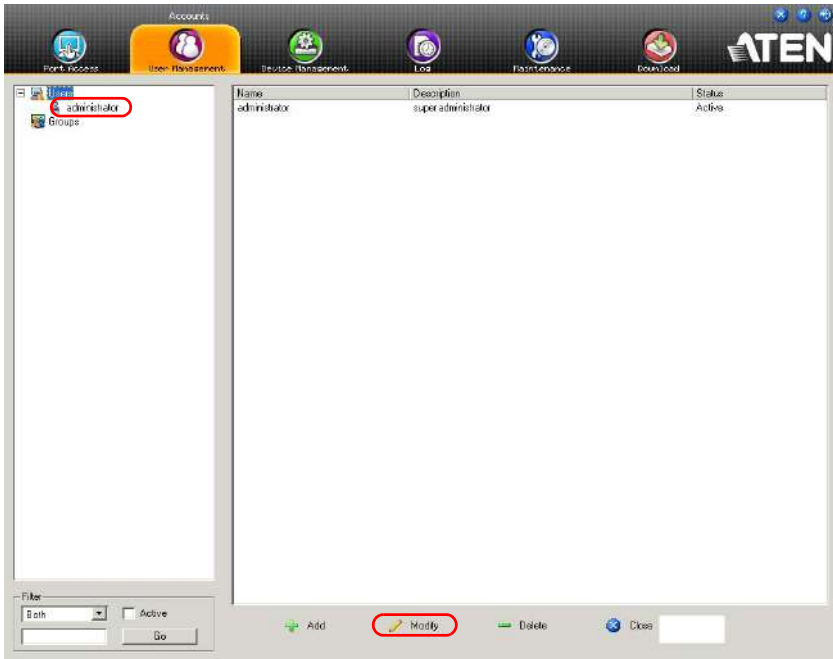 Accounts
Port Access
User Management
Device Management
Log
Maintenance
Download
ATEN
Users
administrator
Groups
Name Description Status
administrator super administrator Active
Filter
Both
Active
Go
Add
Modify
Delete
Close